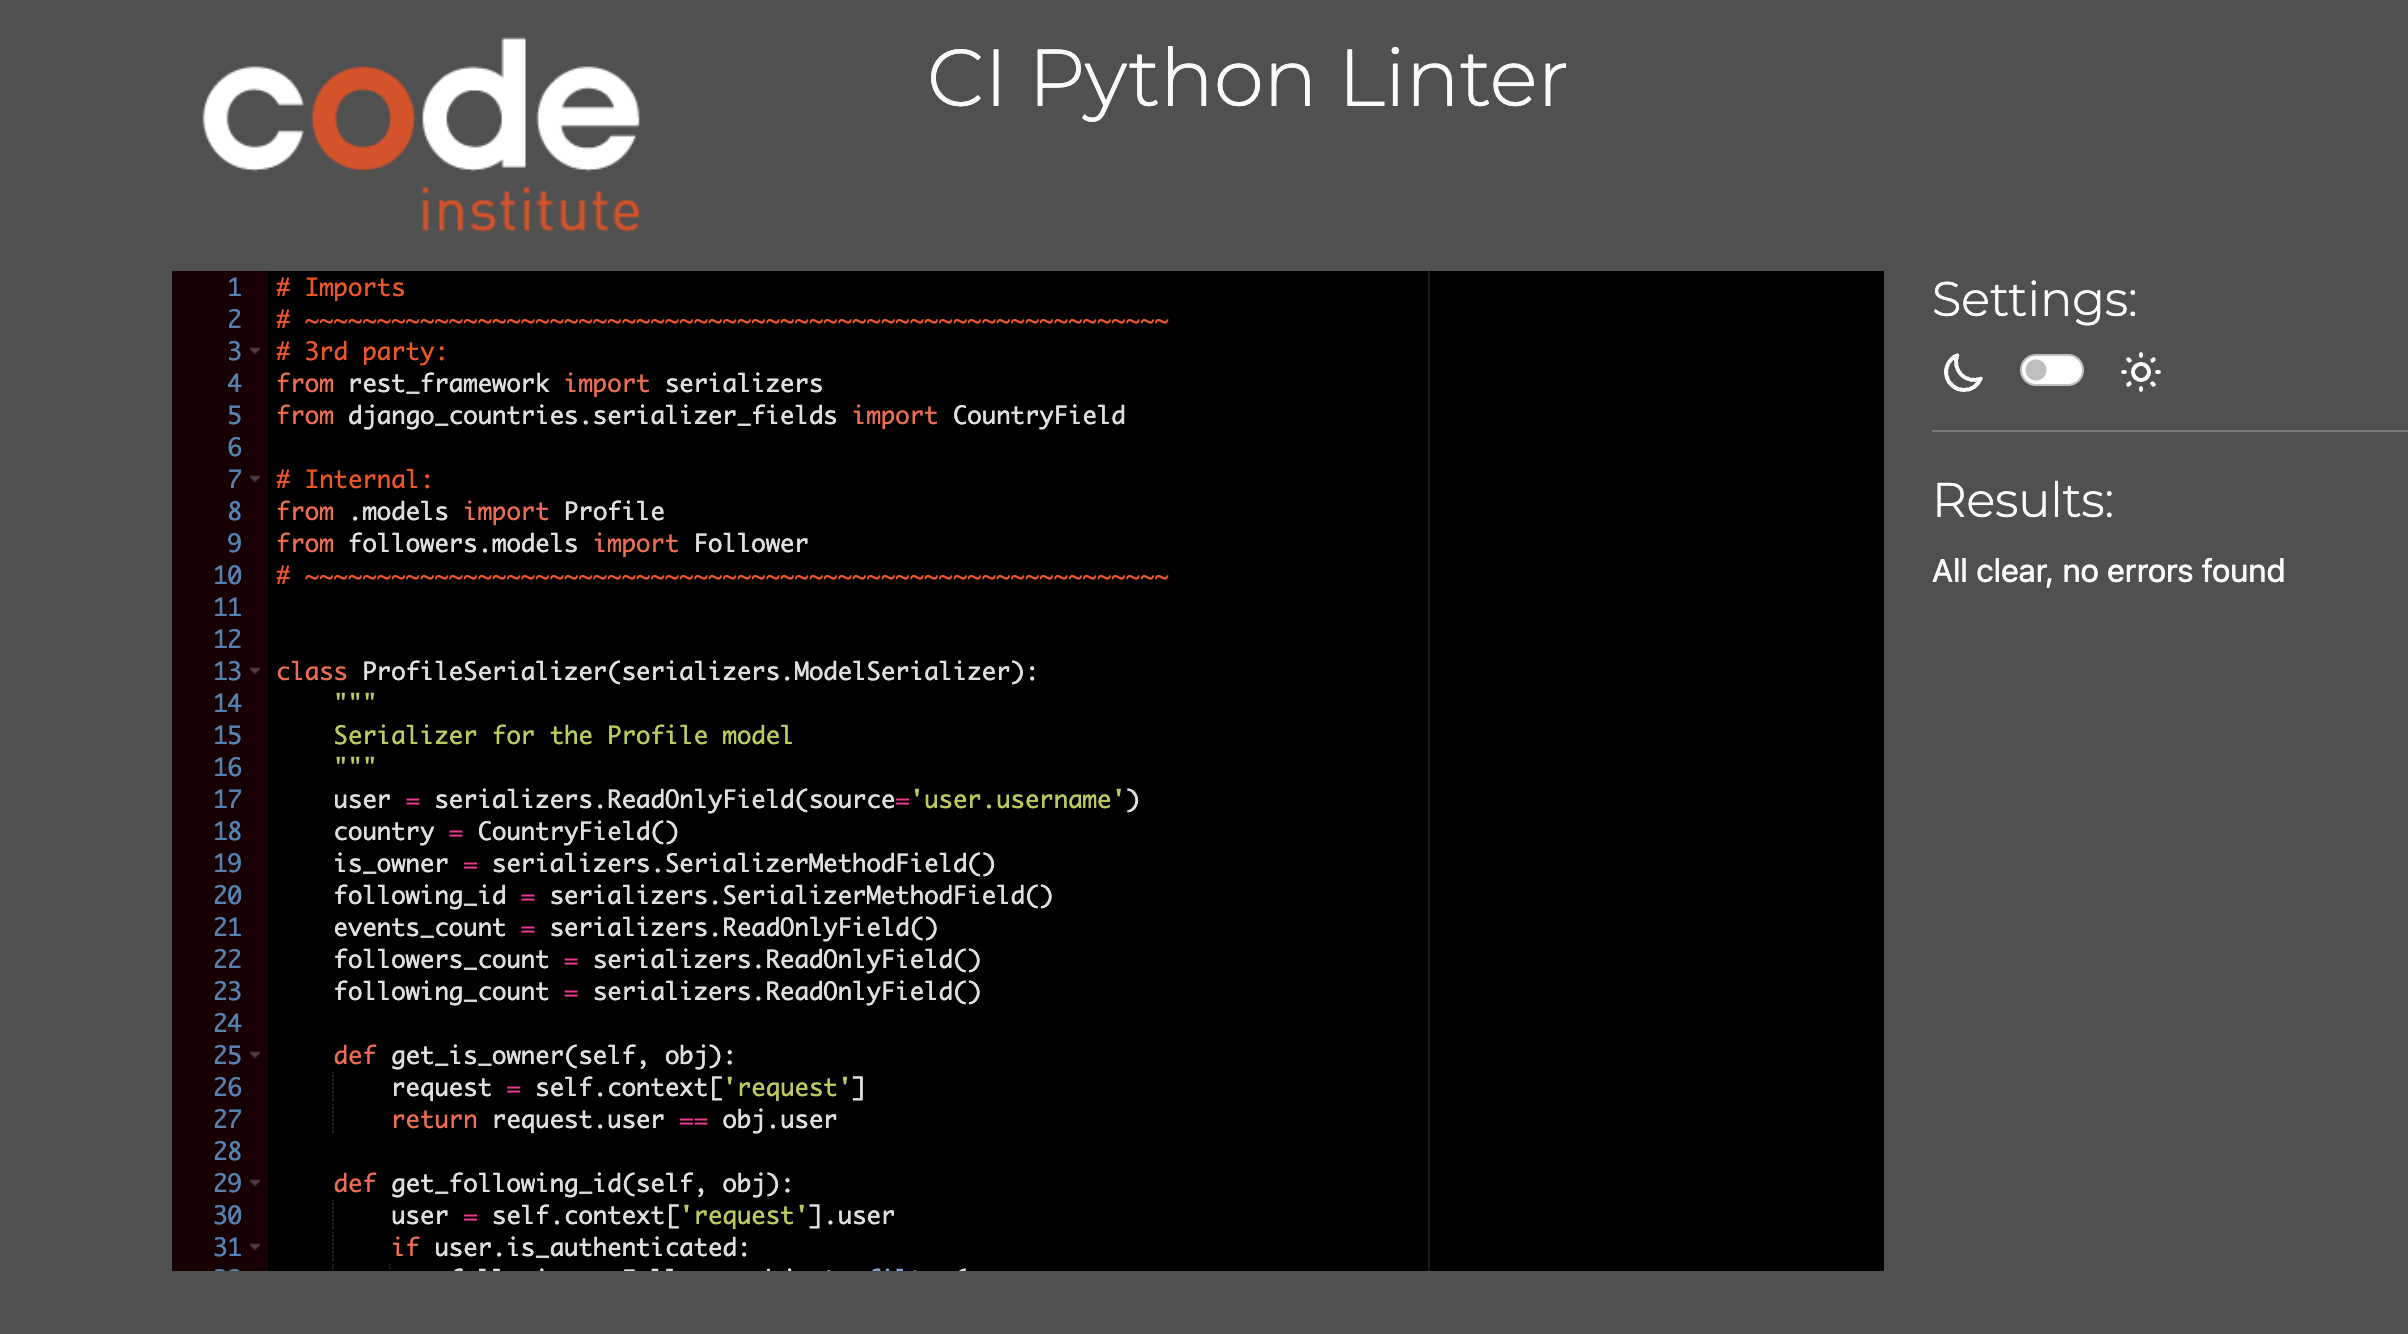 code
institute
CI Python Linter
1 # Imports
2 # ~~~~~~~~~~~~~~~~~~~~~~~~~~~~~~~~~~~~~~~~~~~~~~~~~~~~~~~~~~~~
3 # 3rd party:
4 from rest_framework import serializers
5 from django_countries.serializer_fields import CountryField
6
7 # Internal:
8 from .models import Profile
9 from followers.models import Follower
10 # ~~~~~~~~~~~~~~~~~~~~~~~~~~~~~~~~~~~~~~~~~~~~~~~~~~~~~~~~~~~~
11
12
13 class ProfileSerializer(serializers.ModelSerializer):
14     """
15     Serializer for the Profile model
16     """
17     user = serializers.ReadOnlyField(source='user.username')
18     country = CountryField()
19     is_owner = serializers.SerializerMethodField()
20     following_id = serializers.SerializerMethodField()
21     events_count = serializers.ReadOnlyField()
22     followers_count = serializers.ReadOnlyField()
23     following_count = serializers.ReadOnlyField()
24
25     def get_is_owner(self, obj):
26         request = self.context['request']
27         return request.user == obj.user
28
29     def get_following_id(self, obj):
30         user = self.context['request'].user
31         if user.is_authenticated:
Settings:
Results:
All clear, no errors found